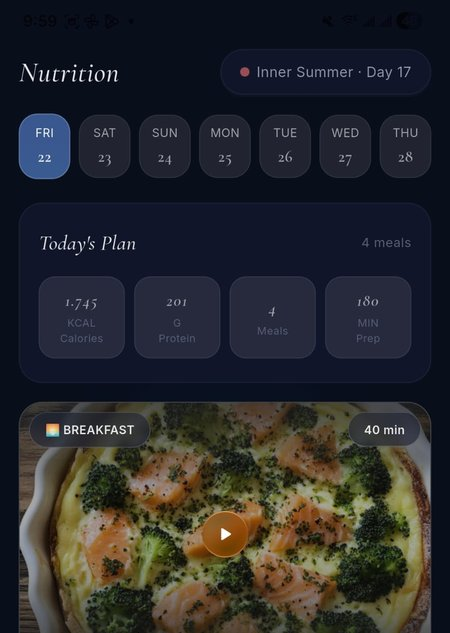 9:59
Nutrition
Inner Summer · Day 17
FRI SAT SUN MON TUE WED THU
22 23 24 25 26 27 28
Today's Plan
4 meals
1.745 201 4 180
KCAL G Meals MIN
Calories Protein Prep
BREAKFAST
40 min